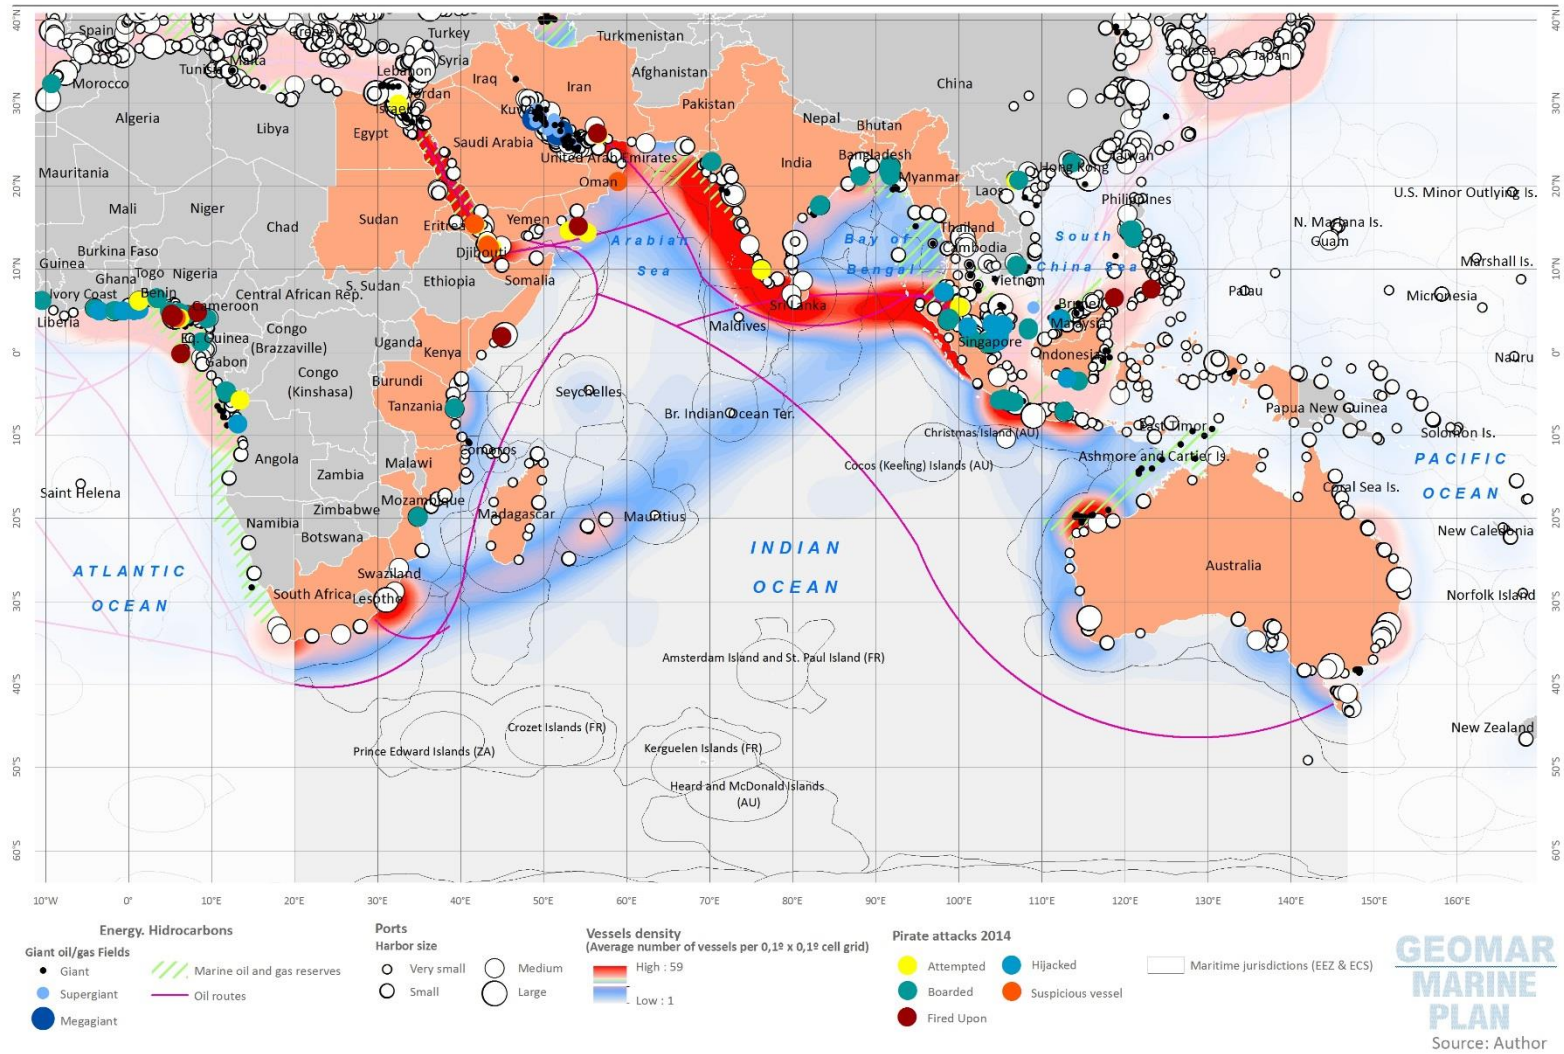 40°N
40°N
Spain
Greece
Turkey
Turkmenistan
S. Korea
Japan
Malta
Syria
Tunisia
Lebanon
Iraq
Iran
Afghanistan
China
Morocco
Jordan
Israel
30°N
30°N
Algeria
Libya
Egypt
Kuwait
Pakistan
Nepal
Bhutan
Saudi Arabia
United Arab Emirates
India
Bangladesh
Hong Kong
Taiwan
Mauritania
Oman
Myanmar
Laos
20°N
20°N
U.S. Minor Outlying Is.
Mali
Niger
Chad
Sudan
Eritrea
Yemen
Thailand
Philippines
N. Mariana Is.
Guam
Arabian
Sea
Bay of
Bengal
South
China Sea
Cambodia
Burkina Faso
Guinea
Ghana
Togo
Nigeria
Benin
Djibouti
Marshall Is.
10°N
10°N
Ivory Coast
Central African Rep.
S. Sudan
Ethiopia
Somalia
Vietnam
Palau
Micronesia
Liberia
Cameroon
Sri Lanka
Brunei
Malaysia
Maldives
Eq. Guinea
Congo
(Brazzaville)
Uganda
Kenya
Singapore
Indonesia
0°
0°
Nauru
Gabon
Congo
(Kinshasa)
Burundi
Tanzania
Seychelles
Br. Indian Ocean Ter.
Papua New Guinea
10°S
10°S
Christmas Island (AU)
East Timor
Solomon Is.
Angola
Zambia
Malawi
Comoros
Cocos (Keeling) Islands (AU)
Ashmore and Cartier Is.
PACIFIC
OCEAN
Saint Helena
Mozambique
Coral Sea Is.
Zimbabwe
Madagascar
Mauritius
20°S
20°S
Namibia
Botswana
New Caledonia
INDIAN
OCEAN
ATLANTIC
OCEAN
Swaziland
Australia
South Africa
Lesotho
Norfolk Island
30°S
30°S
Amsterdam Island and St. Paul Island (FR)
40°S
40°S
Crozet Islands (FR)
New Zealand
Prince Edward Islands (ZA)
Kerguelen Islands (FR)
50°S
50°S
Heard and McDonald Islands
(AU)
60°S
60°S
10°W 0° 10°E 20°E 30°E 40°E 50°E 60°E 70°E 80°E 90°E 100°E 110°E 120°E 130°E 140°E 150°E 160°E
Energy. Hidrocarbons
Giant oil/gas Fields
Giant
Supergiant
Megagiant
Marine oil and gas reserves
Oil routes
Ports
Harbor size
Very small
Small
Medium
Large
Vessels density
(Average number of vessels per 0,1º x 0,1º cell grid)
High : 59
Low : 1
Pirate attacks 2014
Attempted
Boarded
Fired Upon
Hijacked
Suspicious vessel
Maritime jurisdictions (EEZ & ECS)
GEOMAR
MARINE
PLAN
Source: Author